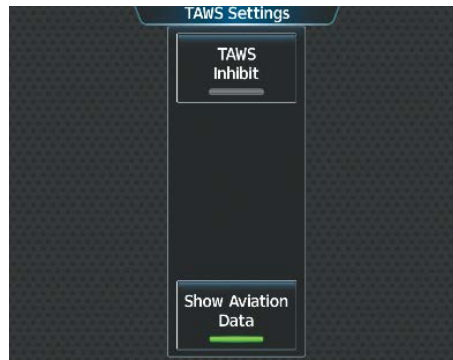 TAWS Settings
TAWS
Inhibit
Show Aviation
Data